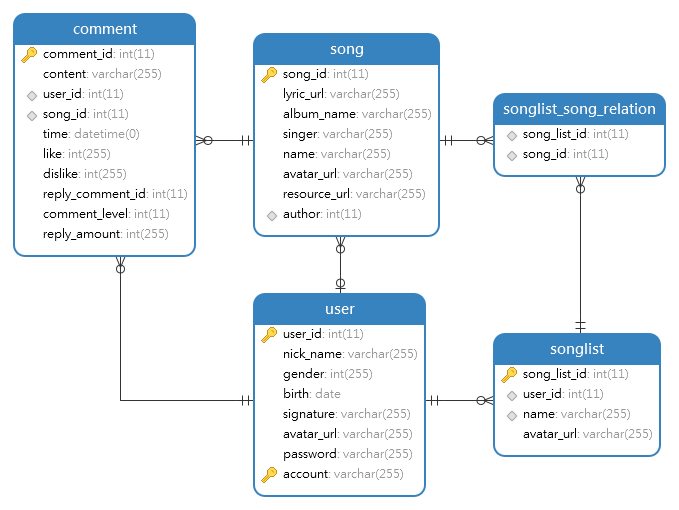 comment
comment_id: int(11)
content: varchar(255)
user_id: int(11)
song_id: int(11)
time: datetime(0)
like: int(255)
dislike: int(255)
reply_comment_id: int(11)
comment_level: int(11)
reply_amount: int(255)
song
song_id: int(11)
lyric_url: varchar(255)
album_name: varchar(255)
singer: varchar(255)
name: varchar(255)
avatar_url: varchar(255)
resource_url: varchar(255)
author: int(11)
songlist_song_relation
song_list_id: int(11)
song_id: int(11)
user
user_id: int(11)
nick_name: varchar(255)
gender: int(255)
birth: date
signature: varchar(255)
avatar_url: varchar(255)
password: varchar(255)
account: varchar(255)
songlist
song_list_id: int(11)
user_id: int(11)
name: varchar(255)
avatar_url: varchar(255)